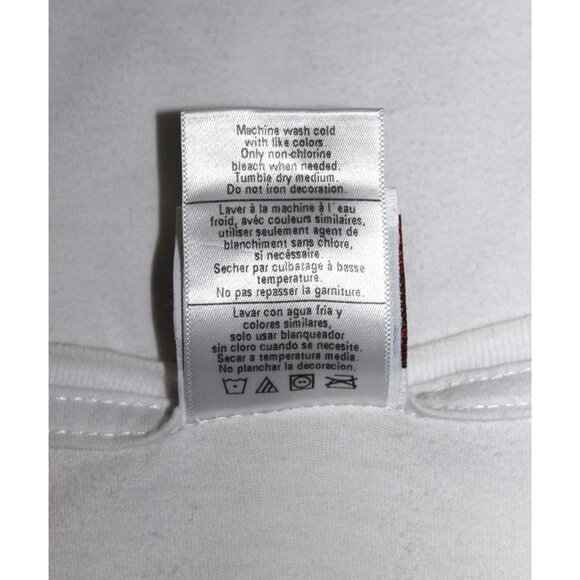 Machine wash cold
with like colors.
Only non-chlorine
bleach when needed.
Tumble dry medium.
Do not iron decoration.
Laver à la machine à l'eau
froid, avéc couleurs similaires,
utiliser seulement agent de
blanchiment sans chlore,
si nécessaire.
Secher par culbatage à basse
temperature.
No pas repasser la garniture.
Lavar con agua fria y
colores similares,
solo usar blanqueador
sin cloro cuando se necesite.
Secar a temperatura media.
No planchar la decoracion.